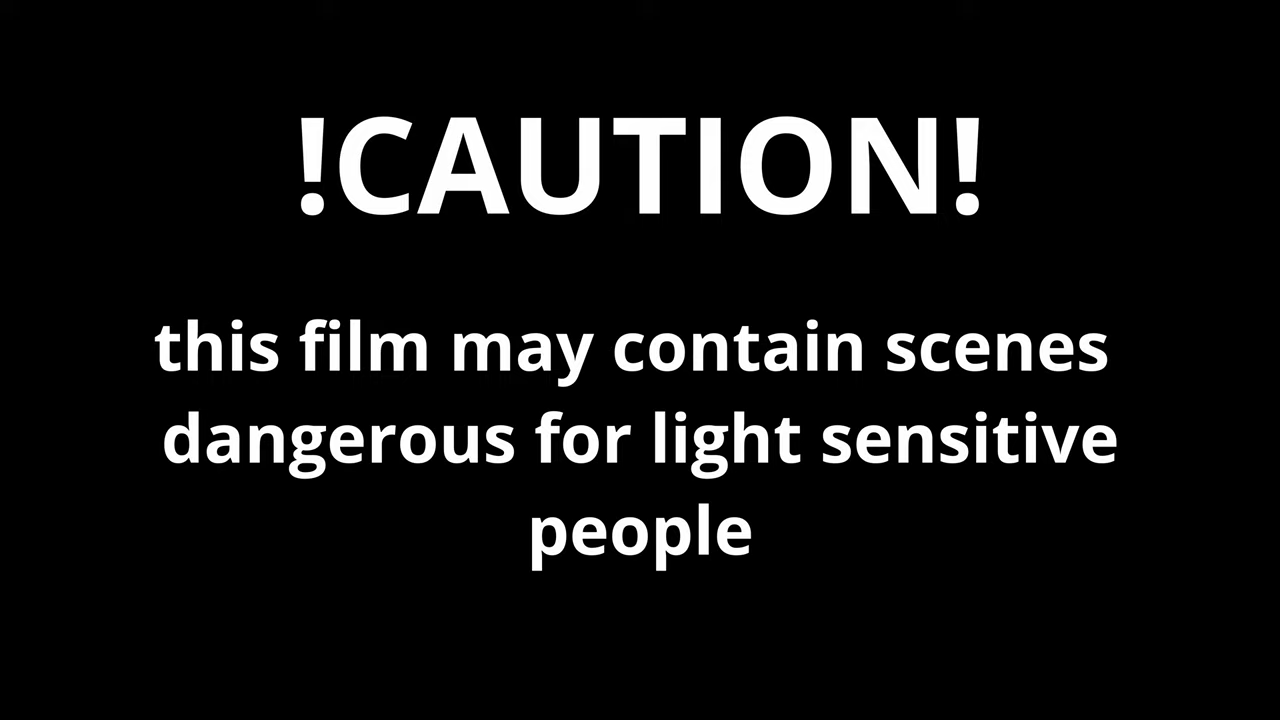 !CAUTION!
this film may contain scenes
dangerous for light sensitive
people